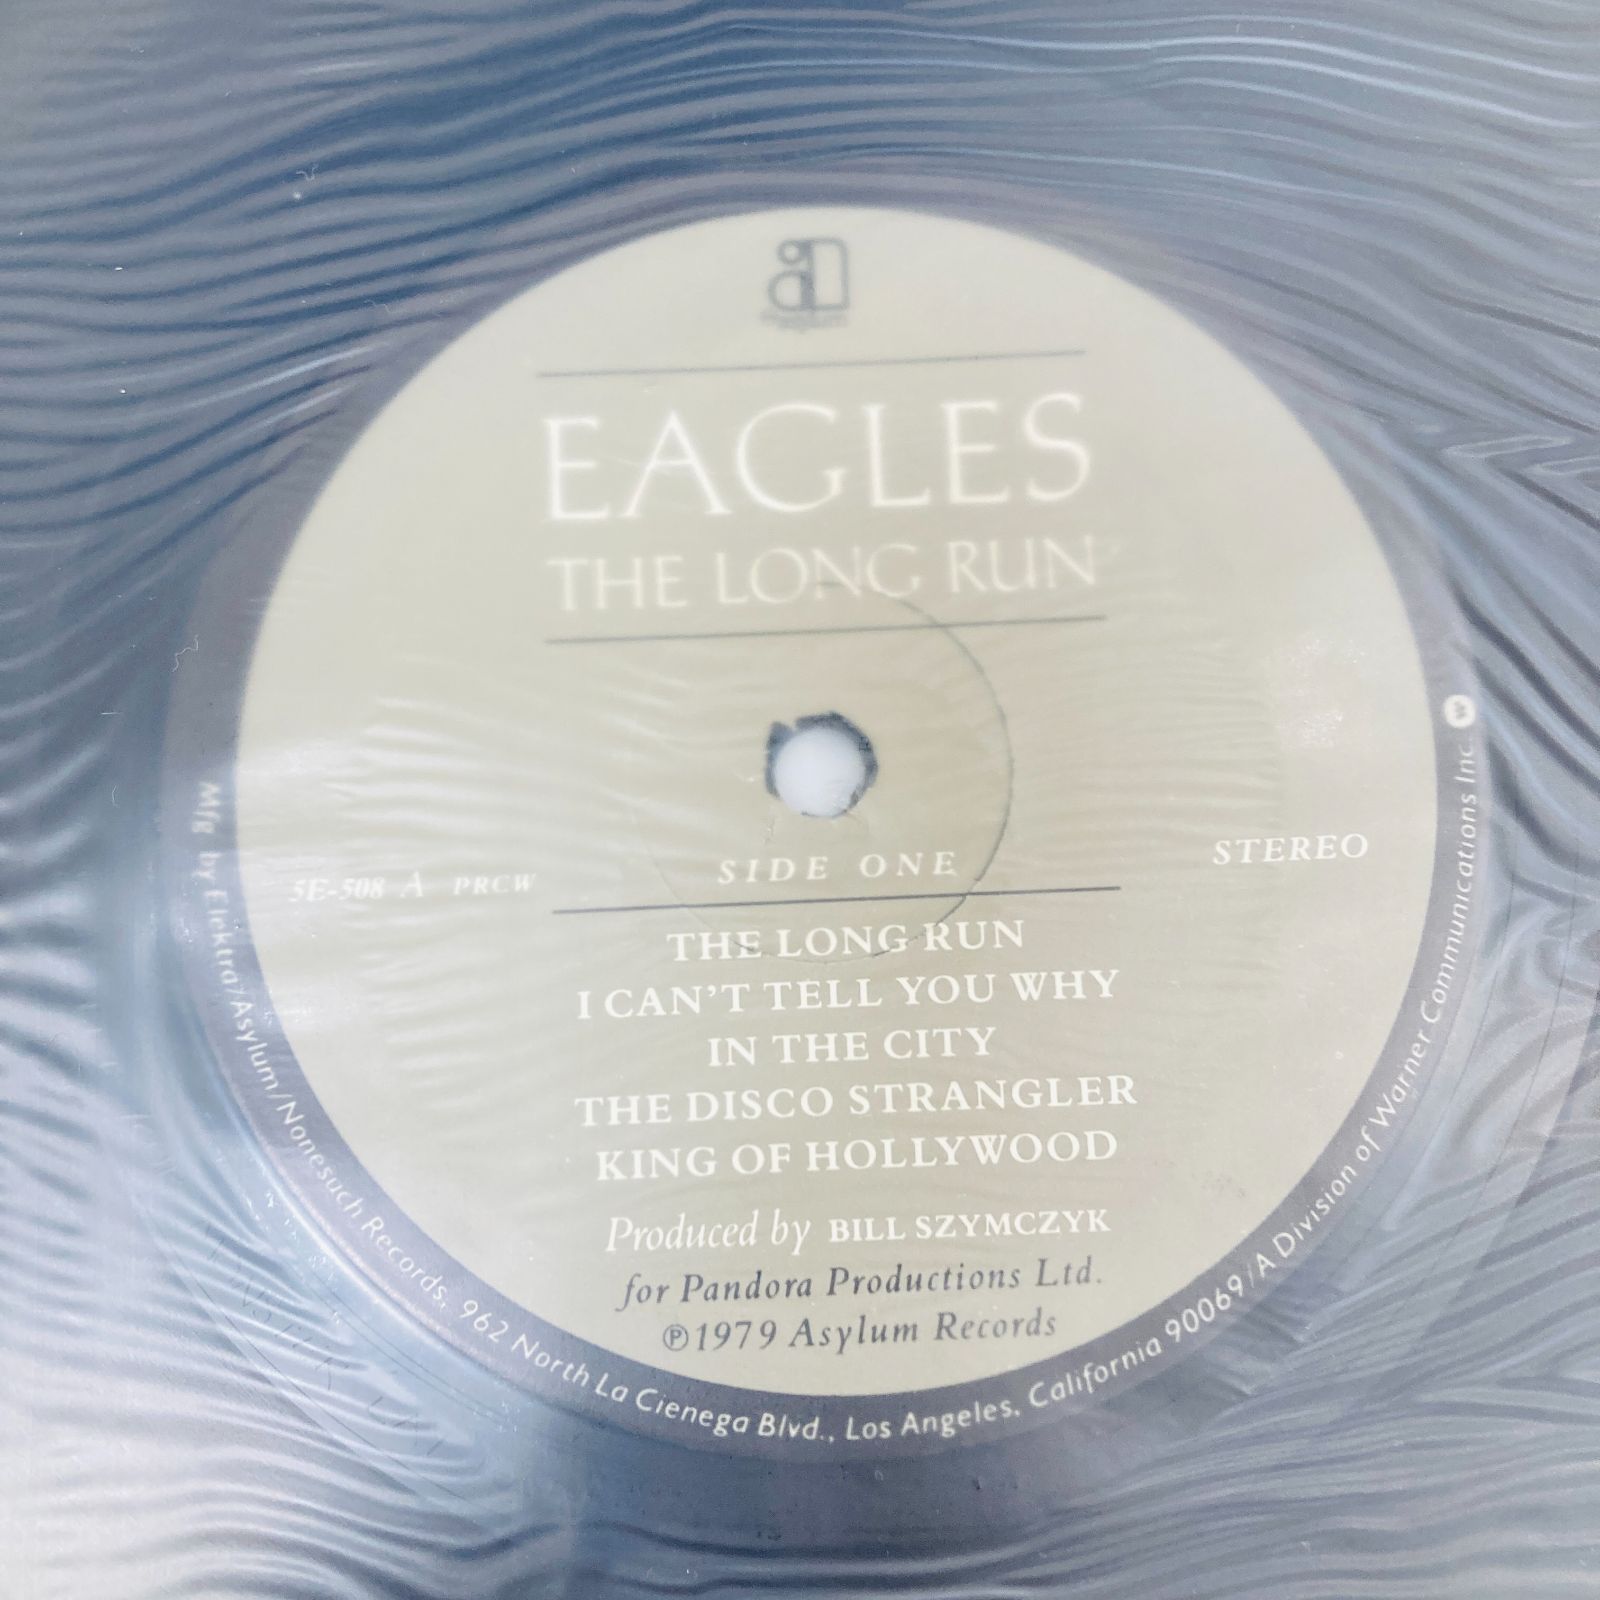 EAGLES
THE LONG RUN
SIDE ONE
STEREO
5E-508 A PRCW
THE LONG RUN
I CAN'T TELL YOU WHY
IN THE CITY
THE DISCO STRANGLER
KING OF HOLLYWOOD
Produced by BILL SZYMCZYK
for Pandora Productions Ltd.
Ⓟ1979 Asylum Records
Mfg by Elektra/Asylum/Nonesuch Records, 962 North La Cienega Blvd., Los Angeles, California 90069/A Division of Warner Communications Inc.